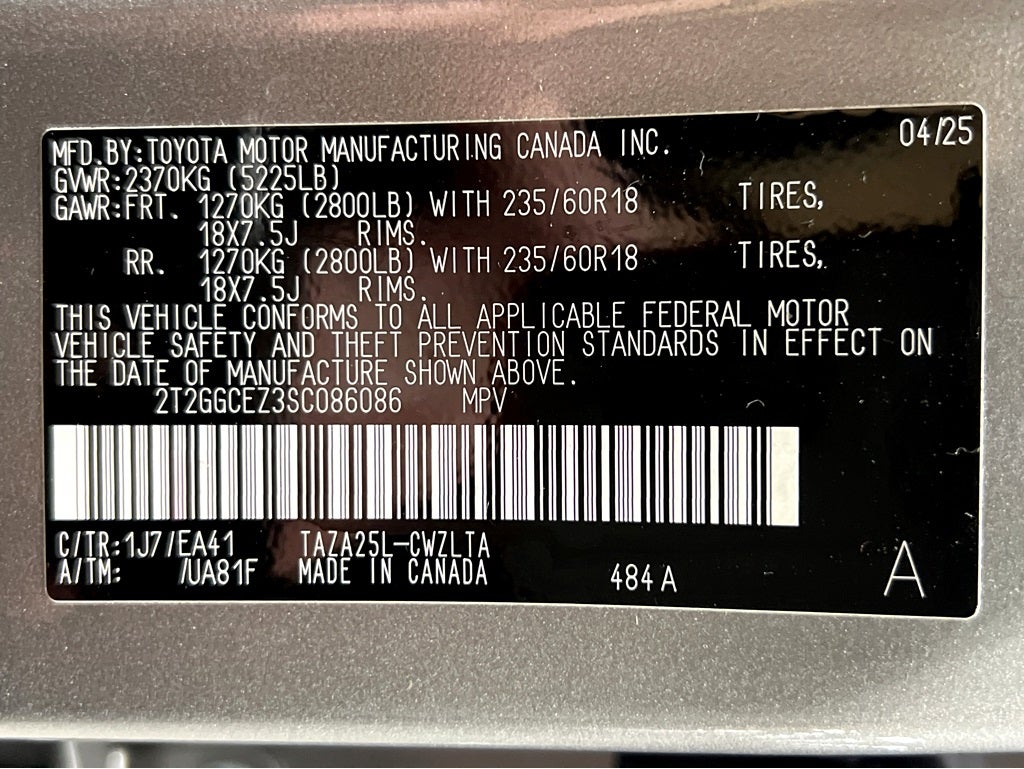 04/25
MFD.BY:TOYOTA MOTOR MANUFACTURING CANADA INC.
GVWR:2370KG (5225LB)
GAWR:FRT. 1270KG (2800LB) WITH 235/60R18 TIRES,
18X7.5J RIMS.
RR. 1270KG (2800LB) WITH 235/60R18 TIRES,
18X7.5J RIMS.
THIS VEHICLE CONFORMS TO ALL APPLICABLE FEDERAL MOTOR
VEHICLE SAFETY AND THEFT PREVENTION STANDARDS IN EFFECT ON
THE DATE OF MANUFACTURE SHOWN ABOVE.
2T2GGCEZ3SC086086 MPV
C/TR:1J7/EA41 TAZA25L-CWZLTA
A/TM: /UA81F MADE IN CANADA 484A A